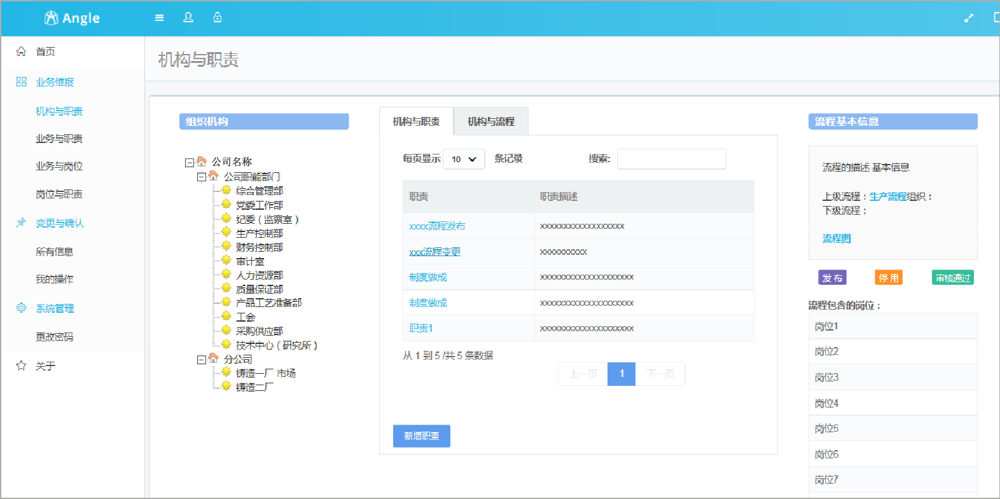 Angle
首页
业务维度
机构与职责
业务与职责
业务与岗位
岗位与职责
变更与确认
所有信息
我的操作
系统管理
更改密码
关于
机构与职责
组织机构
公司名称
公司职能部门
综合管理部
党委工作部
纪委（监察室）
生产控制部
财务控制部
审计室
人力资源部
质量保证部
产品工艺准备部
工会
采购供应部
技术中心（研究所）
分公司
铸造一厂 市场
铸造二厂
机构与职责 机构与流程
每页显示 10 条记录 搜索:
职责 职责描述
xxxx流程发布 xxxxxxxxxxxxxxxxxx
xxx流程变更 xxxxxxxxxx
制度做成 xxxxxxxxxxxxxxxxxxxx
制度做成 xxxxxxxxxxxxxxxxxxxx
职责1 xxxxxxxxxxxxxxxxxxxx
从 1 到 5 /共 5 条数据
上一页 1 下一页
新增职责
流程基本信息
流程的描述 基本信息
上级流程：生产流程组织：
下级流程：
流程图
发布 停用 审核通过
流程包含的岗位：
岗位1
岗位2
岗位3
岗位4
岗位5
岗位6
岗位7